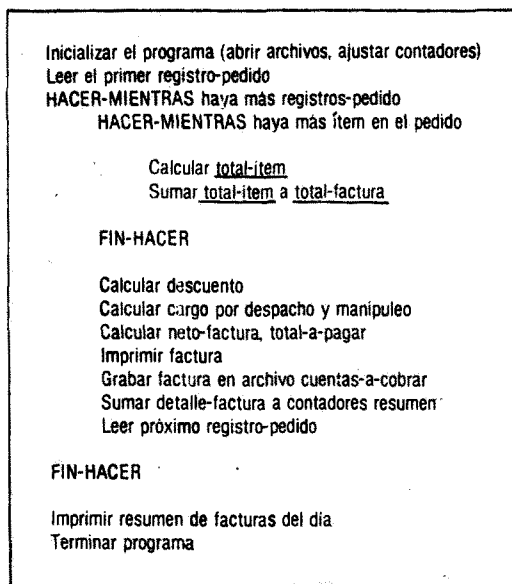 Inicializar el programa (abrir archivos, ajustar contadores)
Leer el primer registro-pedido
HACER-MIENTRAS haya más registros-pedido
HACER-MIENTRAS haya más ítem en el pedido
Calcular total-item
Sumar total-item a total-factura
FIN-HACER
Calcular descuento
Calcular cargo por despacho y manipuleo
Calcular neto-factura, total-a-pagar
Imprimir factura
Grabar factura en archivo cuentas-a-cobrar
Sumar detalle-factura a contadores resumen
Leer próximo registro-pedido
FIN-HACER
Imprimir resumen de facturas del día
Terminar programa